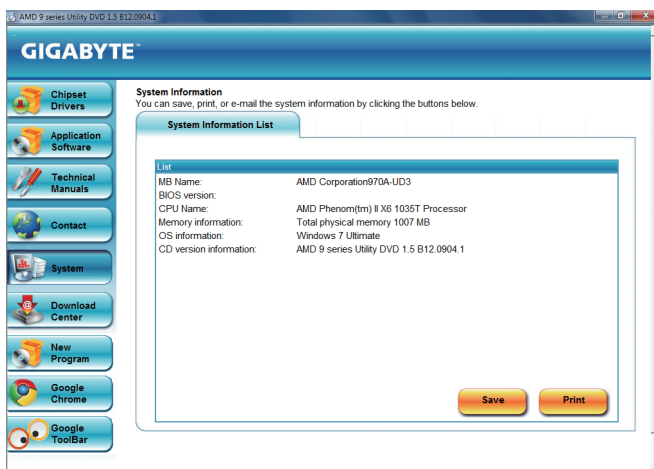 AMD 9 series Utility DVD 1.5 B12.0904.1
GIGABYTE™
Chipset
Drivers
Application
Software
Technical
Manuals
Contact
System
Download
Center
New
Program
Google
Chrome
Google
ToolBar
System Information
You can save, print, or e-mail the system information by clicking the buttons below.
System Information List
List
MB Name: AMD Corporation970A-UD3
BIOS version:
CPU Name: AMD Phenom(tm) II X6 1035T Processor
Memory information: Total physical memory 1007 MB
OS information: Windows 7 Ultimate
CD version information: AMD 9 series Utility DVD 1.5 B12.0904.1
Save Print